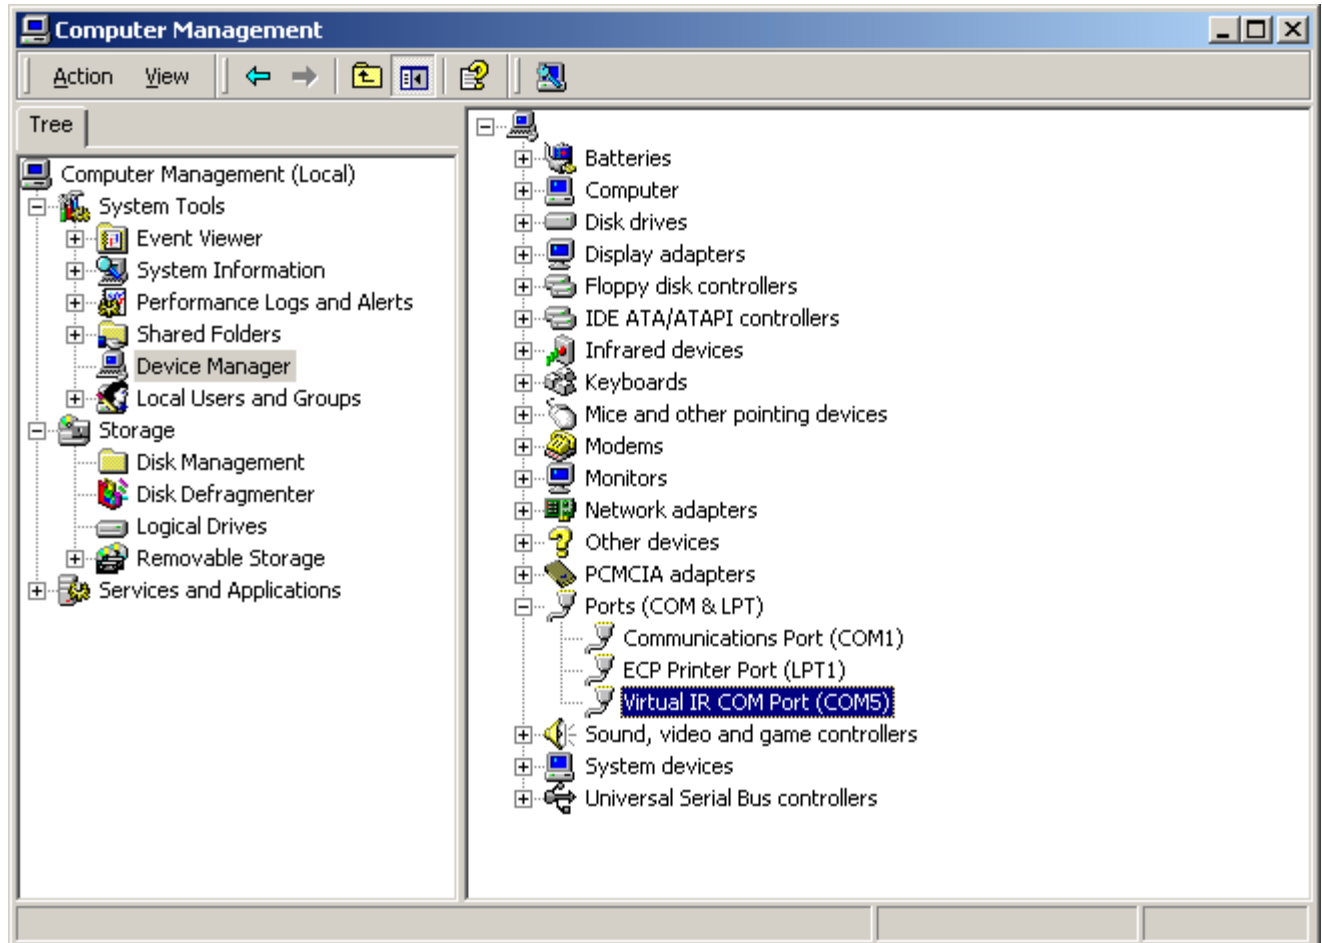 Computer Management
Action View
Tree
Computer Management (Local)
System Tools
Event Viewer
System Information
Performance Logs and Alerts
Shared Folders
Device Manager
Local Users and Groups
Storage
Disk Management
Disk Defragmenter
Logical Drives
Removable Storage
Services and Applications
Batteries
Computer
Disk drives
Display adapters
Floppy disk controllers
IDE ATA/ATAPI controllers
Infrared devices
Keyboards
Mice and other pointing devices
Modems
Monitors
Network adapters
Other devices
PCMCIA adapters
Ports (COM & LPT)
Communications Port (COM1)
ECP Printer Port (LPT1)
Virtual IR COM Port (COM5)
Sound, video and game controllers
System devices
Universal Serial Bus controllers